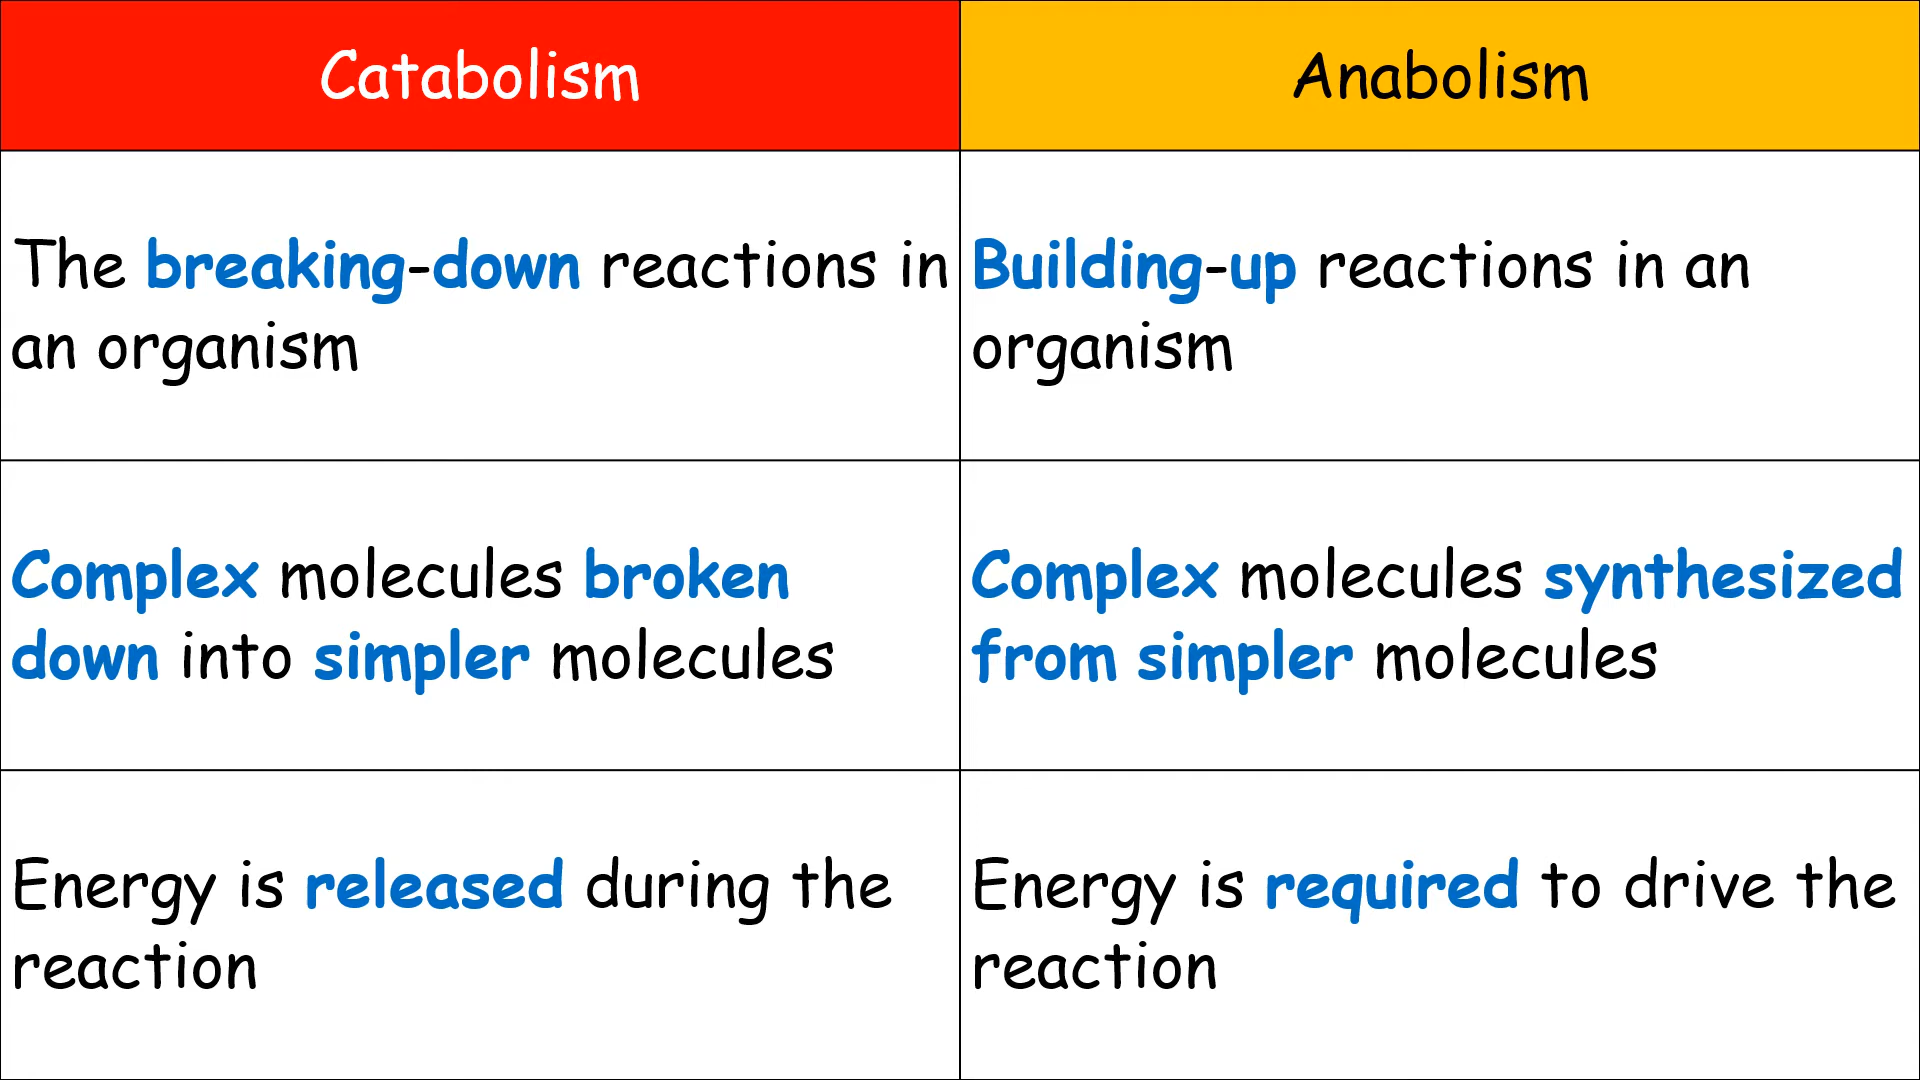 Catabolism
Anabolism
The breaking-down reactions in
an organism
Building-up reactions in an
organism
Complex molecules broken
down into simpler molecules
Complex molecules synthesized
from simpler molecules
Energy is released during the
reaction
Energy is required to drive the
reaction